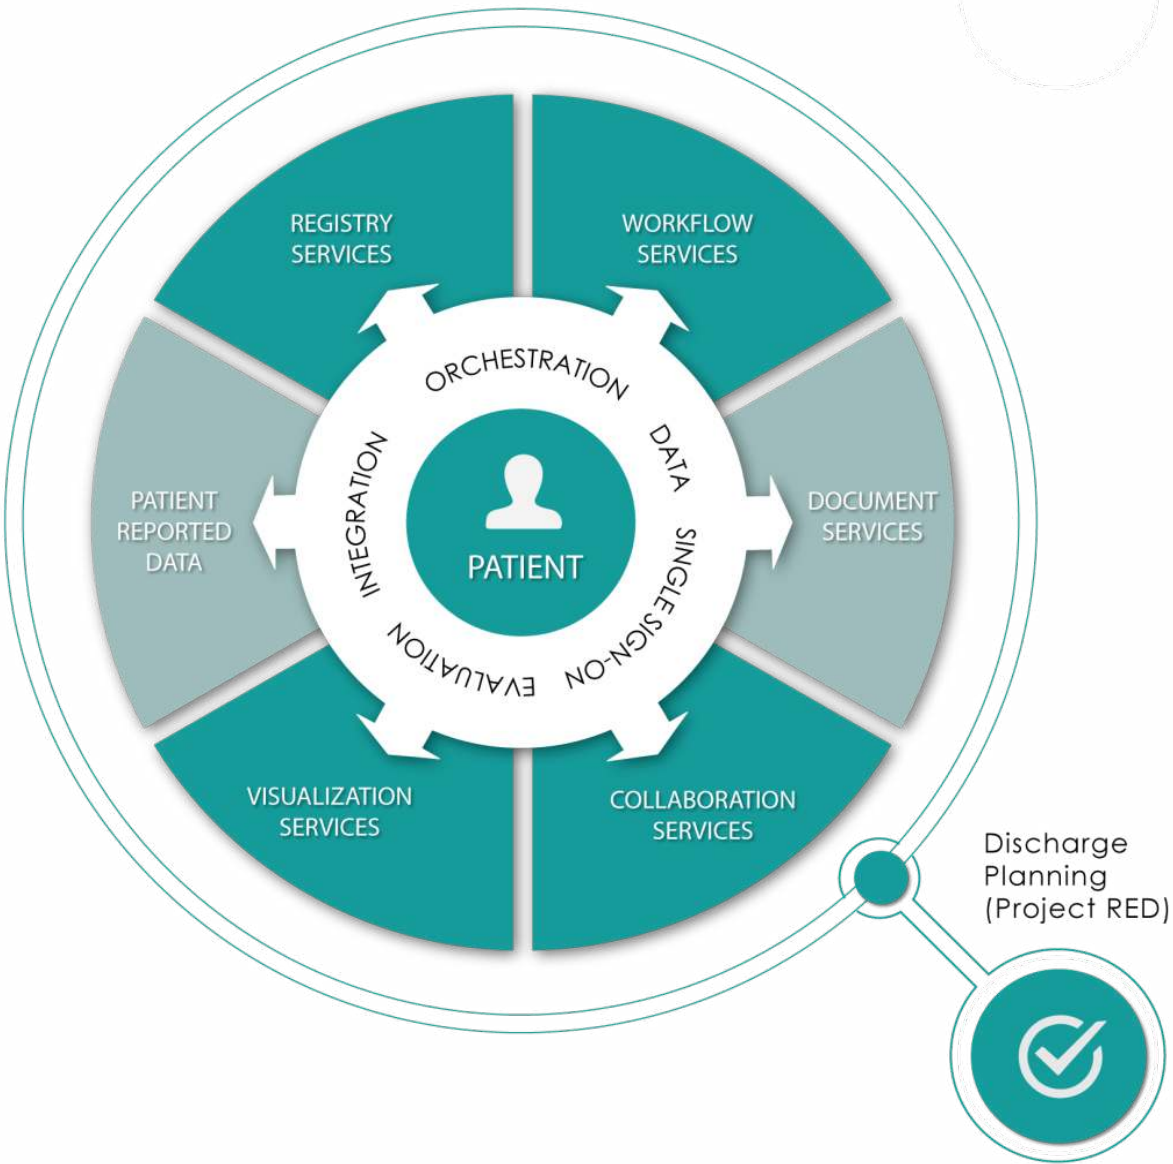 REGISTRY
SERVICES
WORKFLOW
SERVICES
ORCHESTRATION
DATA
SINGLE SIGN-ON
EVALUATION
INTEGRATION
PATIENT
PATIENT
REPORTED
DATA
DOCUMENT
SERVICES
VISUALIZATION
SERVICES
COLLABORATION
SERVICES
Discharge
Planning
(Project RED)